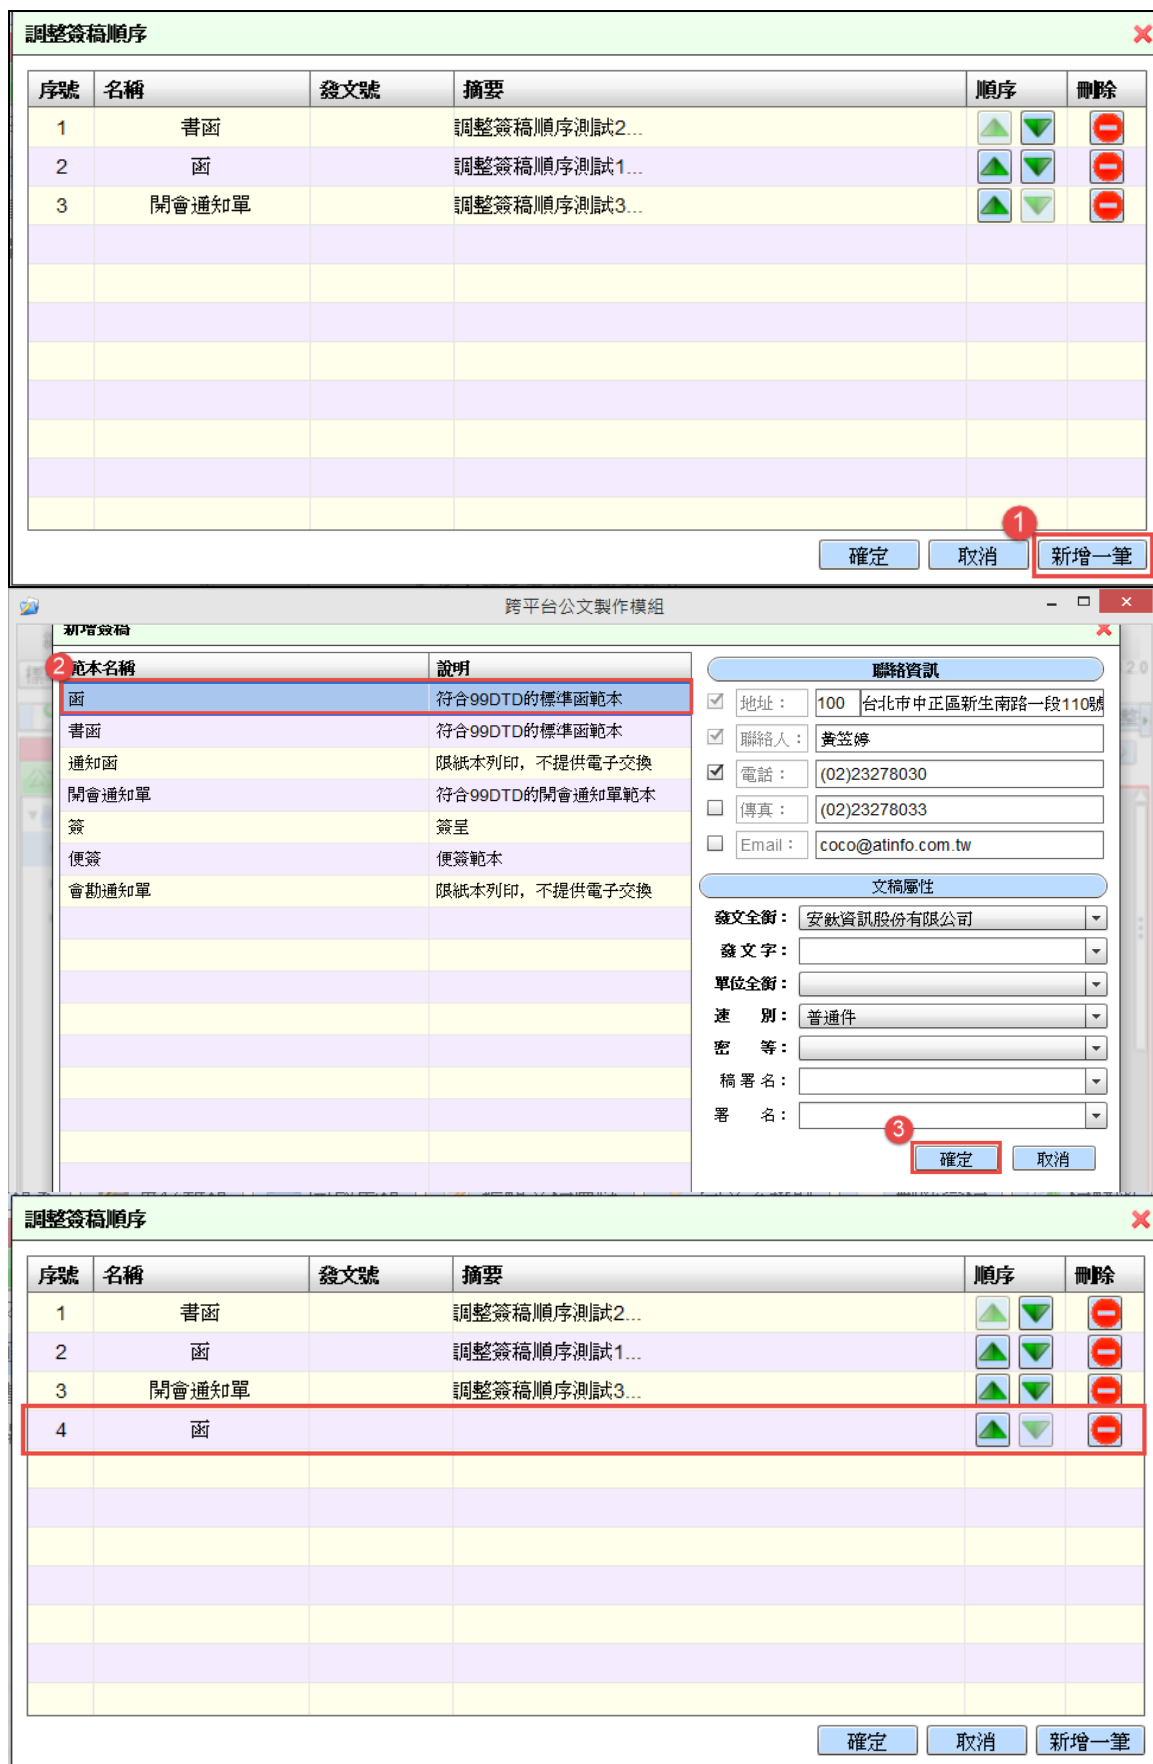 調整簽稿順序
序號 名稱 發文號 摘要 順序 刪除
1 書函 調整簽稿順序測試2...
2 函 調整簽稿順序測試1...
3 開會通知單 調整簽稿順序測試3...
1
確定 取消 新增一筆
跨平台公文製作模組
新增簽稿
2
範本名稱 說明
函 符合99DTD的標準函範本
書函 符合99DTD的標準函範本
通知函 限紙本列印，不提供電子交換
開會通知單 符合99DTD的開會通知單範本
簽 簽呈
便簽 便簽範本
會勘通知單 限紙本列印，不提供電子交換
聯絡資訊
地址： 100 台北市中正區新生南路一段110號
聯絡人： 黃笠婷
電話： (02)23278030
傳真： (02)23278033
Email： coco@atinfo.com.tw
文稿屬性
發文全銜： 安欽資訊股份有限公司
發文字：
單位全銜：
速 別： 普通件
密 等：
稿署名：
署 名：
3
確定 取消
2.0
調整簽稿順序
序號 名稱 發文號 摘要 順序 刪除
1 書函 調整簽稿順序測試2...
2 函 調整簽稿順序測試1...
3 開會通知單 調整簽稿順序測試3...
4 函
確定 取消 新增一筆